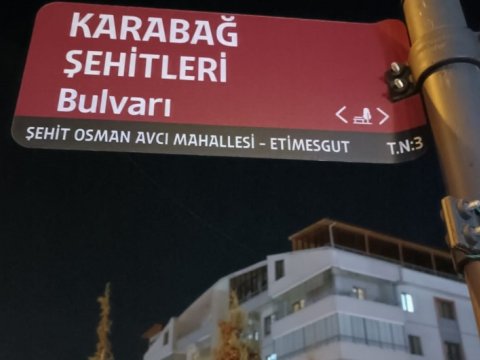 KARABAĞ
ŞEHİTLERİ
Bulvarı
ŞEHİT OSMAN AVCI MAHALLESİ - ETİMESGUT T.N:3